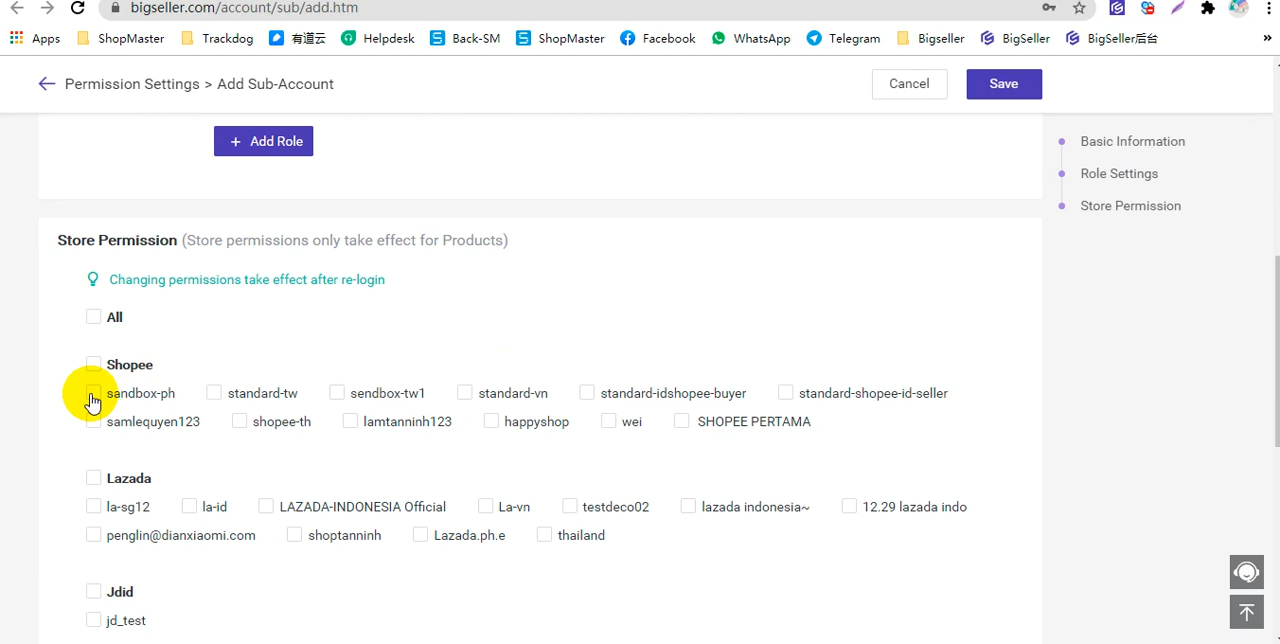 bigseller.com/account/sub/add.htm
Apps ShopMaster Trackdog 有道云 Helpdesk Back-SM ShopMaster Facebook WhatsApp Telegram Bigseller BigSeller BigSeller后台 »
Permission Settings > Add Sub-Account Cancel Save
+ Add Role
Basic Information
Role Settings
Store Permission
Store Permission (Store permissions only take effect for Products)
Changing permissions take effect after re-login
All
Shopee
sandbox-ph standard-tw sendbox-tw1 standard-vn standard-idshopee-buyer standard-shopee-id-seller
samlequyen123 shopee-th lamtanninh123 happyshop wei SHOPEE PERTAMA
Lazada
la-sg12 la-id LAZADA-INDONESIA Official La-vn testdeco02 lazada indonesia~ 12.29 lazada indo
penglin@dianxiaomi.com shoptanninh Lazada.ph.e thailand
Jdid
jd_test